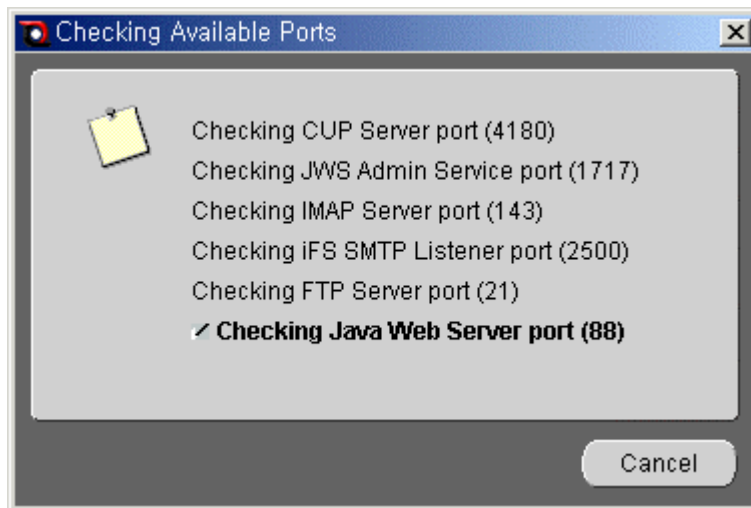 Checking Available Ports
Checking CUP Server port (4180)
Checking JWS Admin Service port (1717)
Checking IMAP Server port (143)
Checking iFS SMTP Listener port (2500)
Checking FTP Server port (21)
Checking Java Web Server port (88)
Cancel